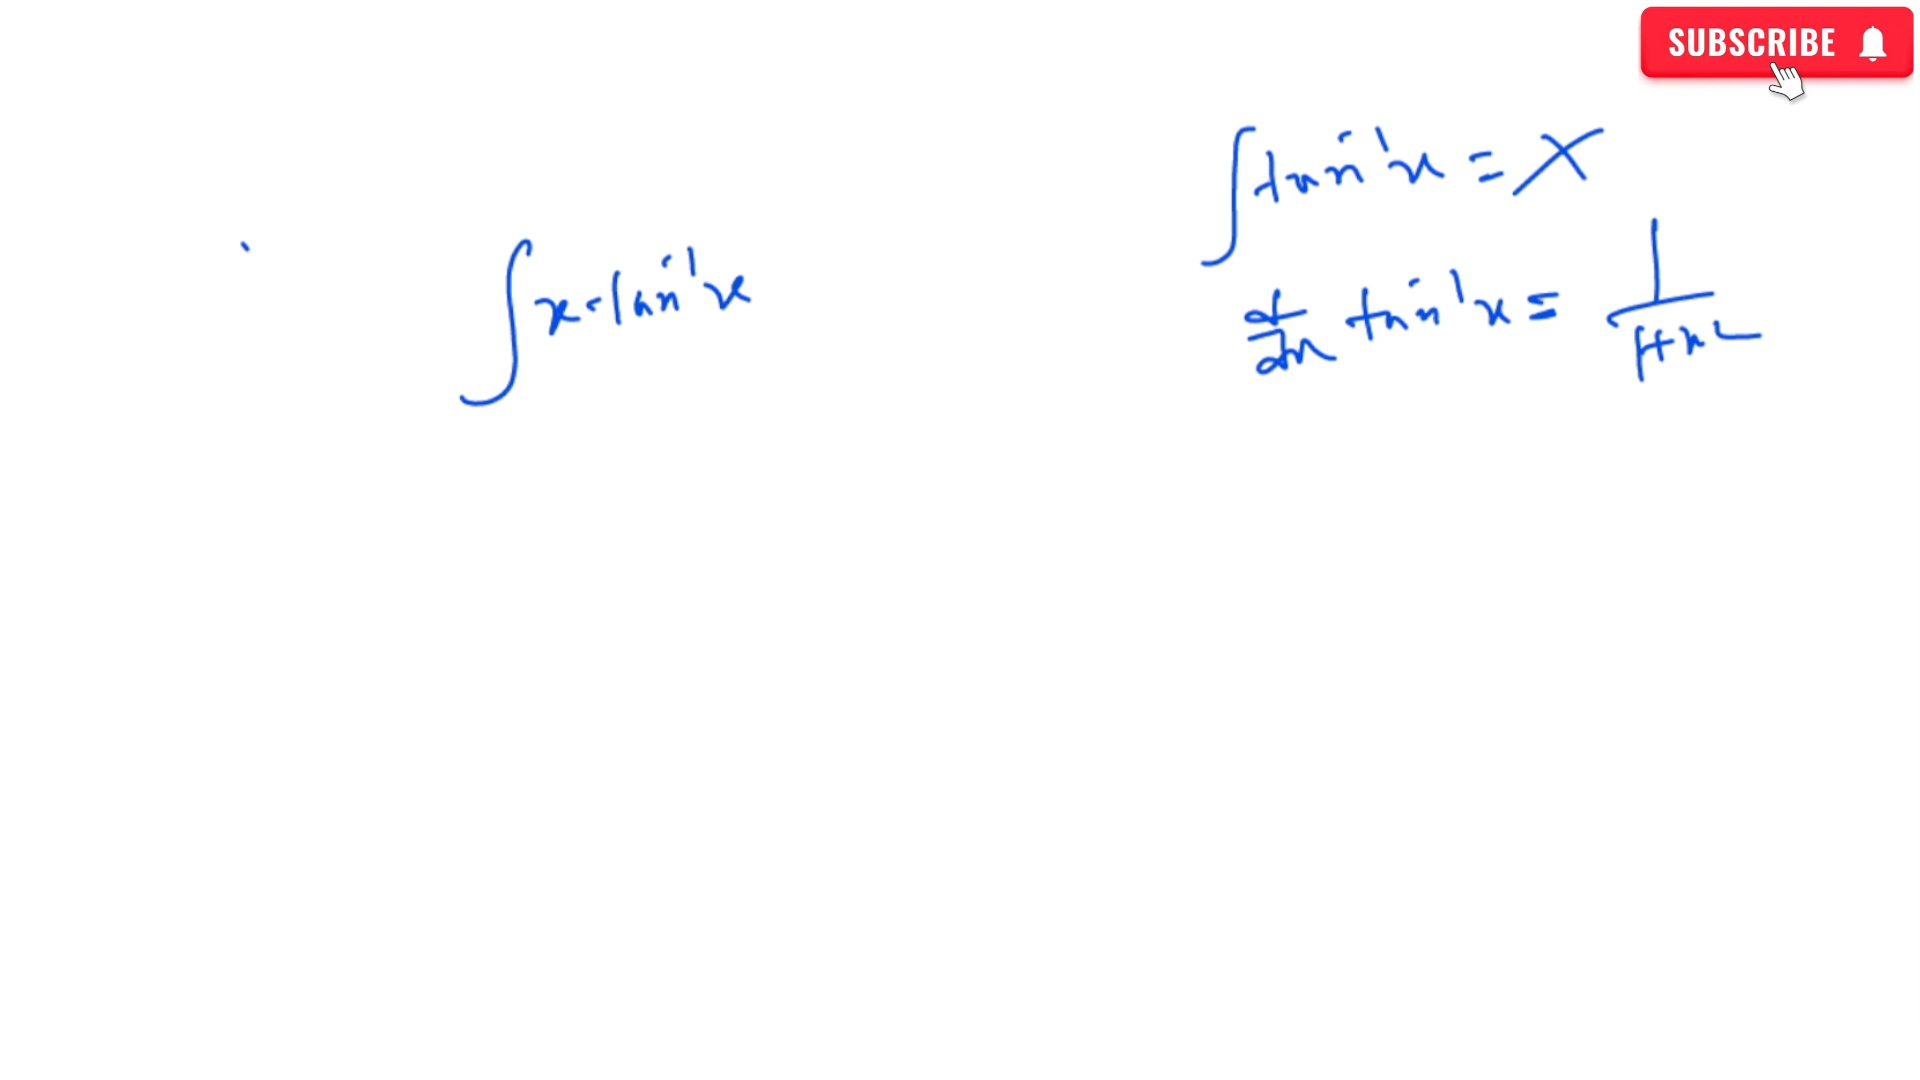 SUBSCRIBE
∫ tan⁻¹x = X
∫ x tan⁻¹x
d/dx tan⁻¹x = 1/(1+x²)